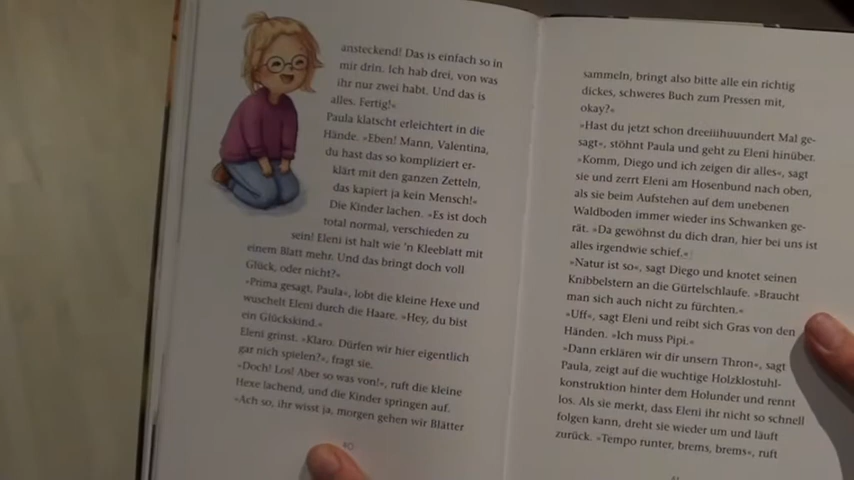 ansteckend! Das is einfach so in
mir drin. Ich hab drei, von was
ihr nur zwei habt. Und das is
alles. Fertig!«
Paula klatscht erleichtert in die
Hände. »Eben! Mann, Valentina,
du hast das so kompliziert er-
klärt mit den ganzen Zetteln,
das kapiert ja kein Mensch!«
Die Kinder lachen. »Es ist doch
total normal, verschieden zu
sein! Eleni ist halt wie 'n Kleeblatt mit
einem Blatt mehr. Und das bringt doch voll
Glück, oder nicht?«
»Prima gesagt, Paula«, lobt die kleine Hexe und
wuschelt Eleni durch die Haare. »Hey, du bist
ein Glückskind.«
Eleni grinst. »Klaro. Dürfen wir hier eigentlich
gar nich spielen?«, fragt sie.
»Doch! Los! Aber so was von!«, ruft die kleine
Hexe lachend, und die Kinder springen auf.
»Ach so, ihr wisst ja, morgen gehen wir Blätter
40
sammeln, bringt also bitte alle ein richtig
dickes, schweres Buch zum Pressen mit,
okay?«
»Hast du jetzt schon dreeiiihuuundert Mal ge-
sagt«, stöhnt Paula und geht zu Eleni hinüber.
»Komm, Diego und ich zeigen dir alles«, sagt
sie und zerrt Eleni am Hosenbund nach oben,
als sie beim Aufstehen auf dem unebenen
Waldboden immer wieder ins Schwanken ge-
rät. »Da gewöhnst du dich dran, hier bei uns ist
alles irgendwie schief.«
»Natur ist so«, sagt Diego und knotet seinen
Knibbelstern an die Gürtelschlaufe. »Braucht
man sich auch nicht zu fürchten.«
»Uff«, sagt Eleni und reibt sich Gras von den
Händen. »Ich muss Pipi.«
»Dann erklären wir dir unsern Thron«, sagt
Paula, zeigt auf die wuchtige Holzklostuhl-
konstruktion hinter dem Holunder und rennt
los. Als sie merkt, dass Eleni ihr nicht so schnell
folgen kann, dreht sie wieder um und läuft
zurück. »Tempo runter, brems, brems«, ruft